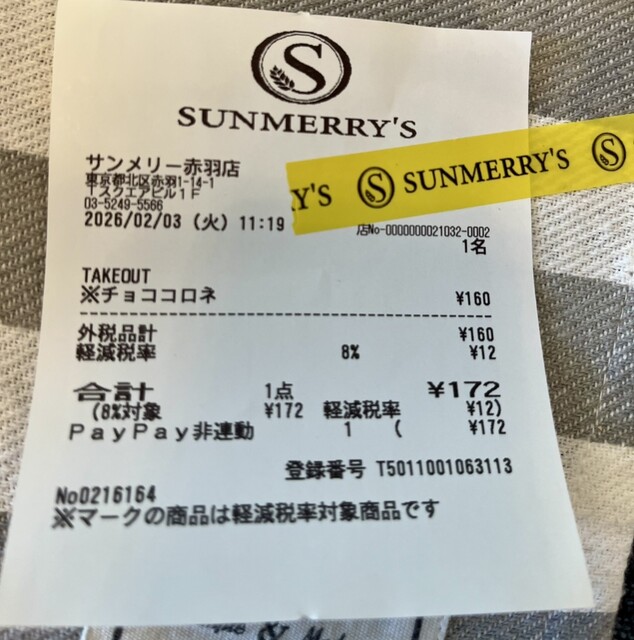 S
SUNMERRY'S
サンメリー赤羽店
東京都北区赤羽1-14-1
エスクエアビル1F
03-5249-5566
2026/02/03 (火) 11:19
Y'S S SUNMERRY'S S
店No-0000000021032-0002
1名
TAKEOUT
※チョココロネ ¥160
外税品計 ¥160
軽減税率 8% ¥12
合計 1点 ¥172
(8%対象 ¥172 軽減税率 ¥12)
PayPay非連動 1 ( ¥172
登録番号 T5011001063113
No0216164
※マークの商品は軽減税率対象商品です